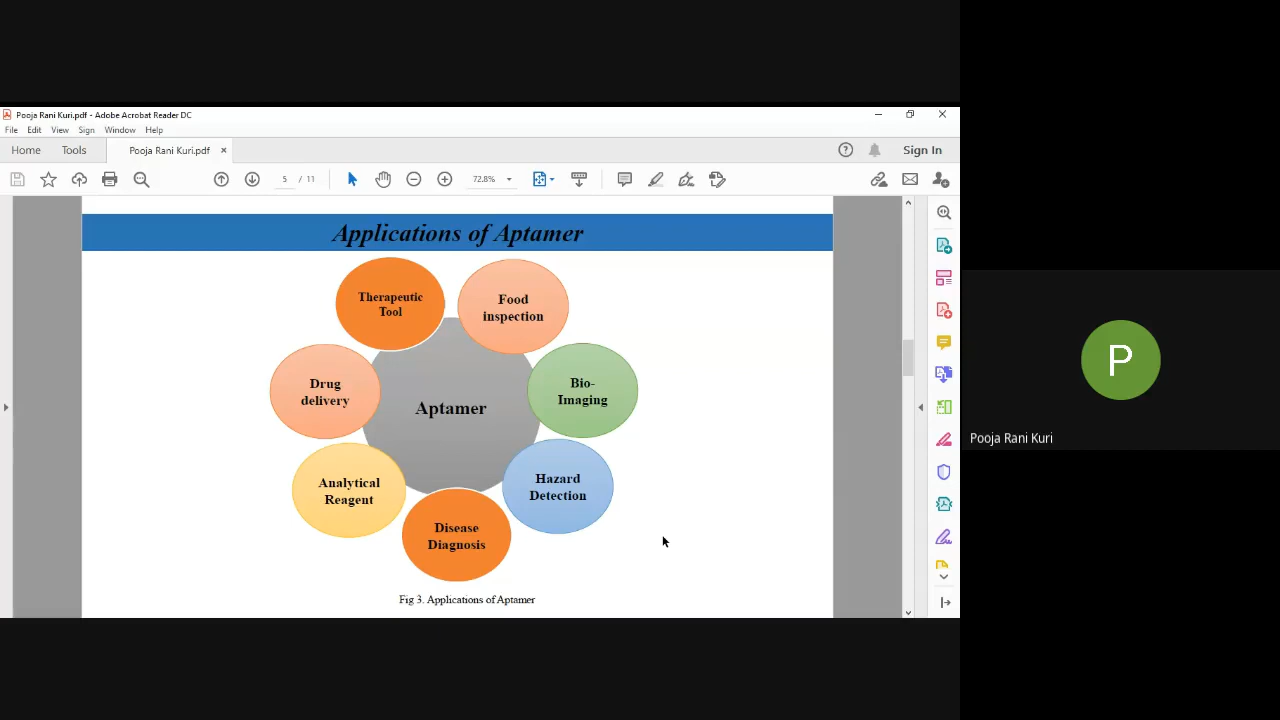 Pooja Rani Kuri.pdf - Adobe Acrobat Reader DC
File Edit View Sign Window Help
Home Tools Pooja Rani Kuri.pdf × Sign In
5 / 11 72.8%
Applications of Aptamer
Therapeutic
Tool
Food
inspection
Drug
delivery
Aptamer
Bio-
Imaging
Analytical
Reagent
Hazard
Detection
Disease
Diagnosis
Fig 3. Applications of Aptamer
P
Pooja Rani Kuri